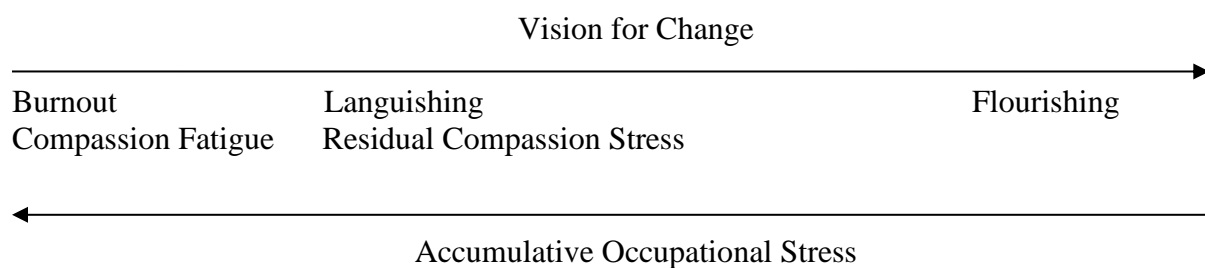 Vision for Change
Burnout Languishing Flourishing
Compassion Fatigue Residual Compassion Stress
Accumulative Occupational Stress